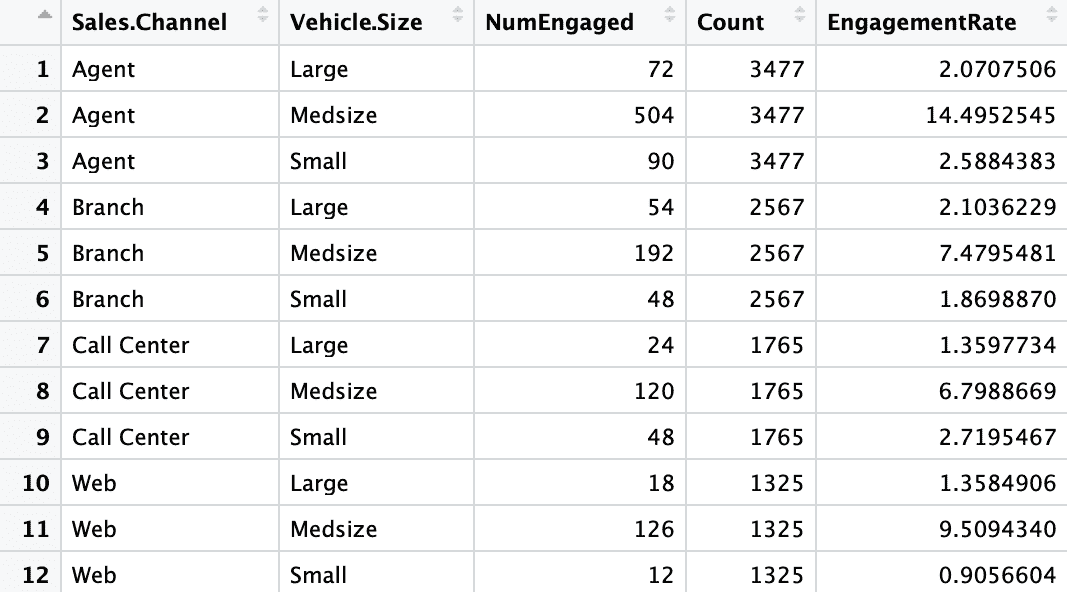 Sales.Channel Vehicle.Size NumEngaged Count EngagementRate
1 Agent Large 72 3477 2.0707506
2 Agent Medsize 504 3477 14.4952545
3 Agent Small 90 3477 2.5884383
4 Branch Large 54 2567 2.1036229
5 Branch Medsize 192 2567 7.4795481
6 Branch Small 48 2567 1.8698870
7 Call Center Large 24 1765 1.3597734
8 Call Center Medsize 120 1765 6.7988669
9 Call Center Small 48 1765 2.7195467
10 Web Large 18 1325 1.3584906
11 Web Medsize 126 1325 9.5094340
12 Web Small 12 1325 0.9056604